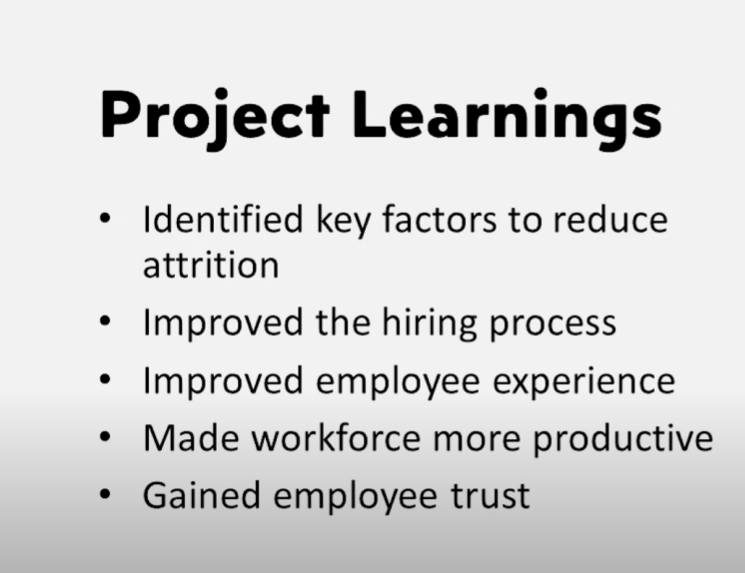 Project Learnings
• Identified key factors to reduce
attrition
• Improved the hiring process
• Improved employee experience
• Made workforce more productive
• Gained employee trust